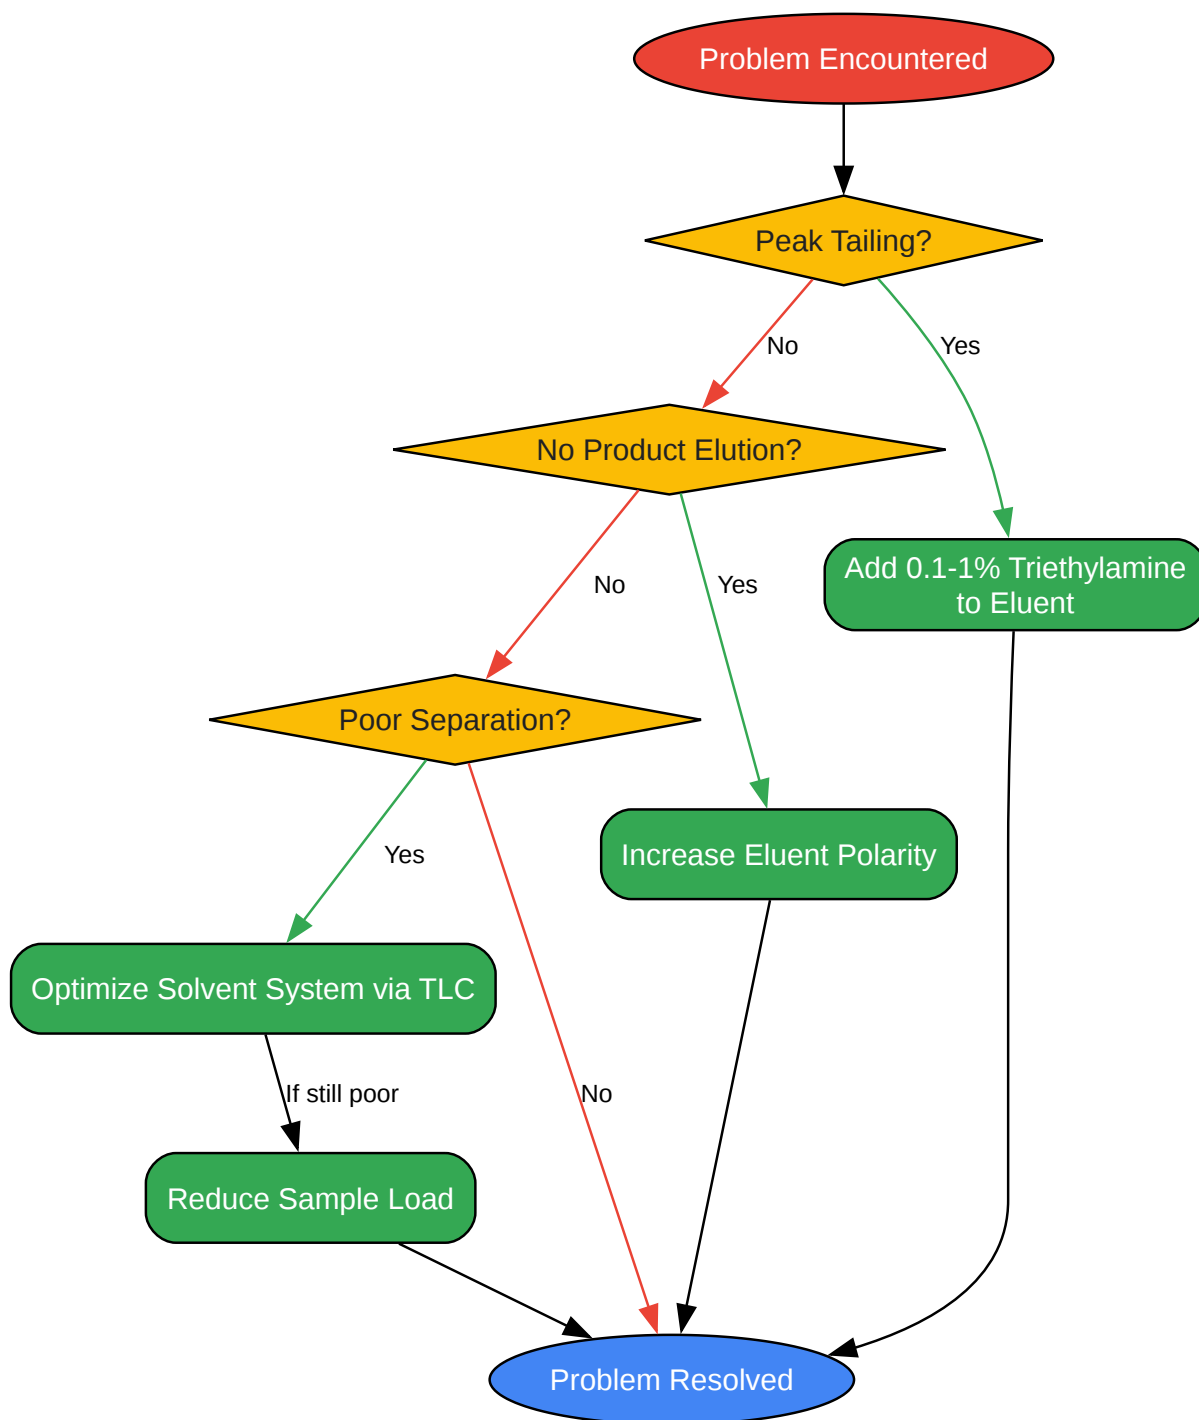 Problem Encountered
Peak Tailing?
No
Yes
No Product Elution?
No
Yes
Add 0.1-1% Triethylamine
to Eluent
Poor Separation?
Yes
Increase Eluent Polarity
Optimize Solvent System via TLC
If still poor
No
Reduce Sample Load
Problem Resolved